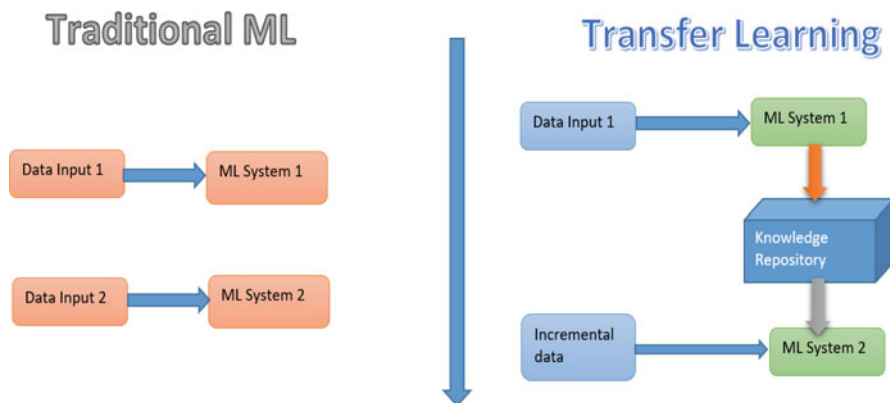 Traditional ML
Data Input 1
ML System 1
Data Input 2
ML System 2
Transfer Learning
Data Input 1
ML System 1
Knowledge
Repository
Incremental
data
ML System 2